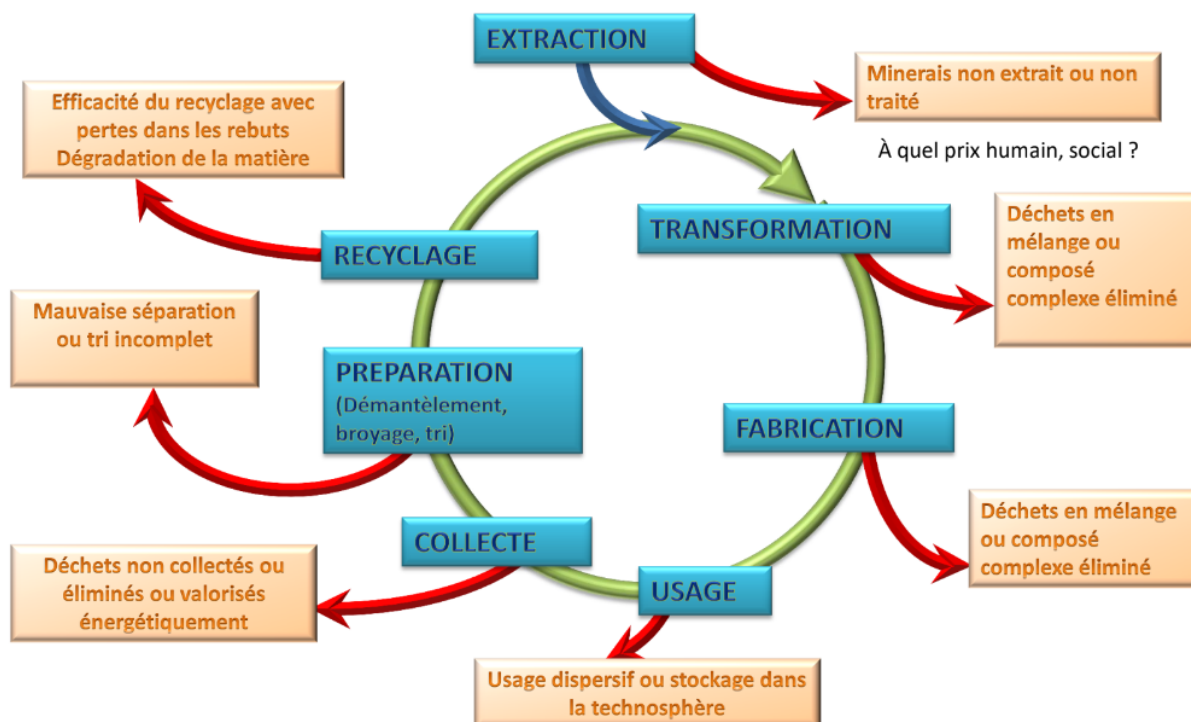 EXTRACTION
Minerais non extrait ou non
traité
À quel prix humain, social ?
Efficacité du recyclage avec
pertes dans les rebuts
Dégradation de la matière
TRANSFORMATION
Déchets en
mélange ou
composé
complexe éliminé
RECYCLAGE
Mauvaise séparation
ou tri incomplet
PREPARATION
(Démantèlement,
broyage, tri)
FABRICATION
Déchets en mélange
ou composé
complexe éliminé
COLLECTE
Déchets non collectés ou
éliminés ou valorisés
énergétiquement
USAGE
Usage dispersif ou stockage dans
la technosphère